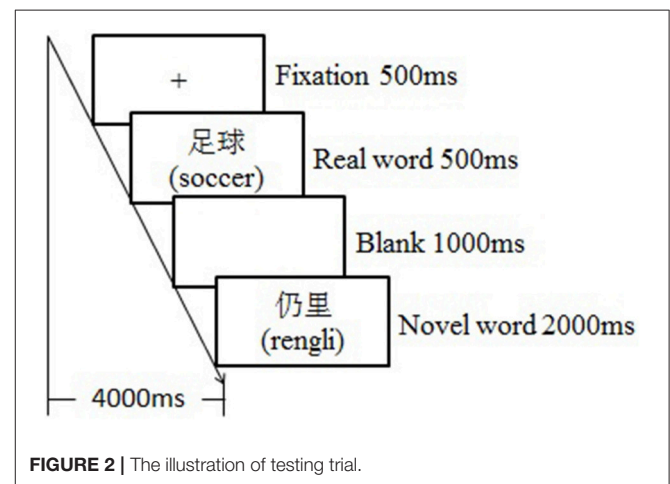 +
Fixation 500ms
足球
(soccer)
Real word 500ms
Blank 1000ms
仍里
(rengli)
Novel word 2000ms
4000ms
FIGURE 2 | The illustration of testing trial.